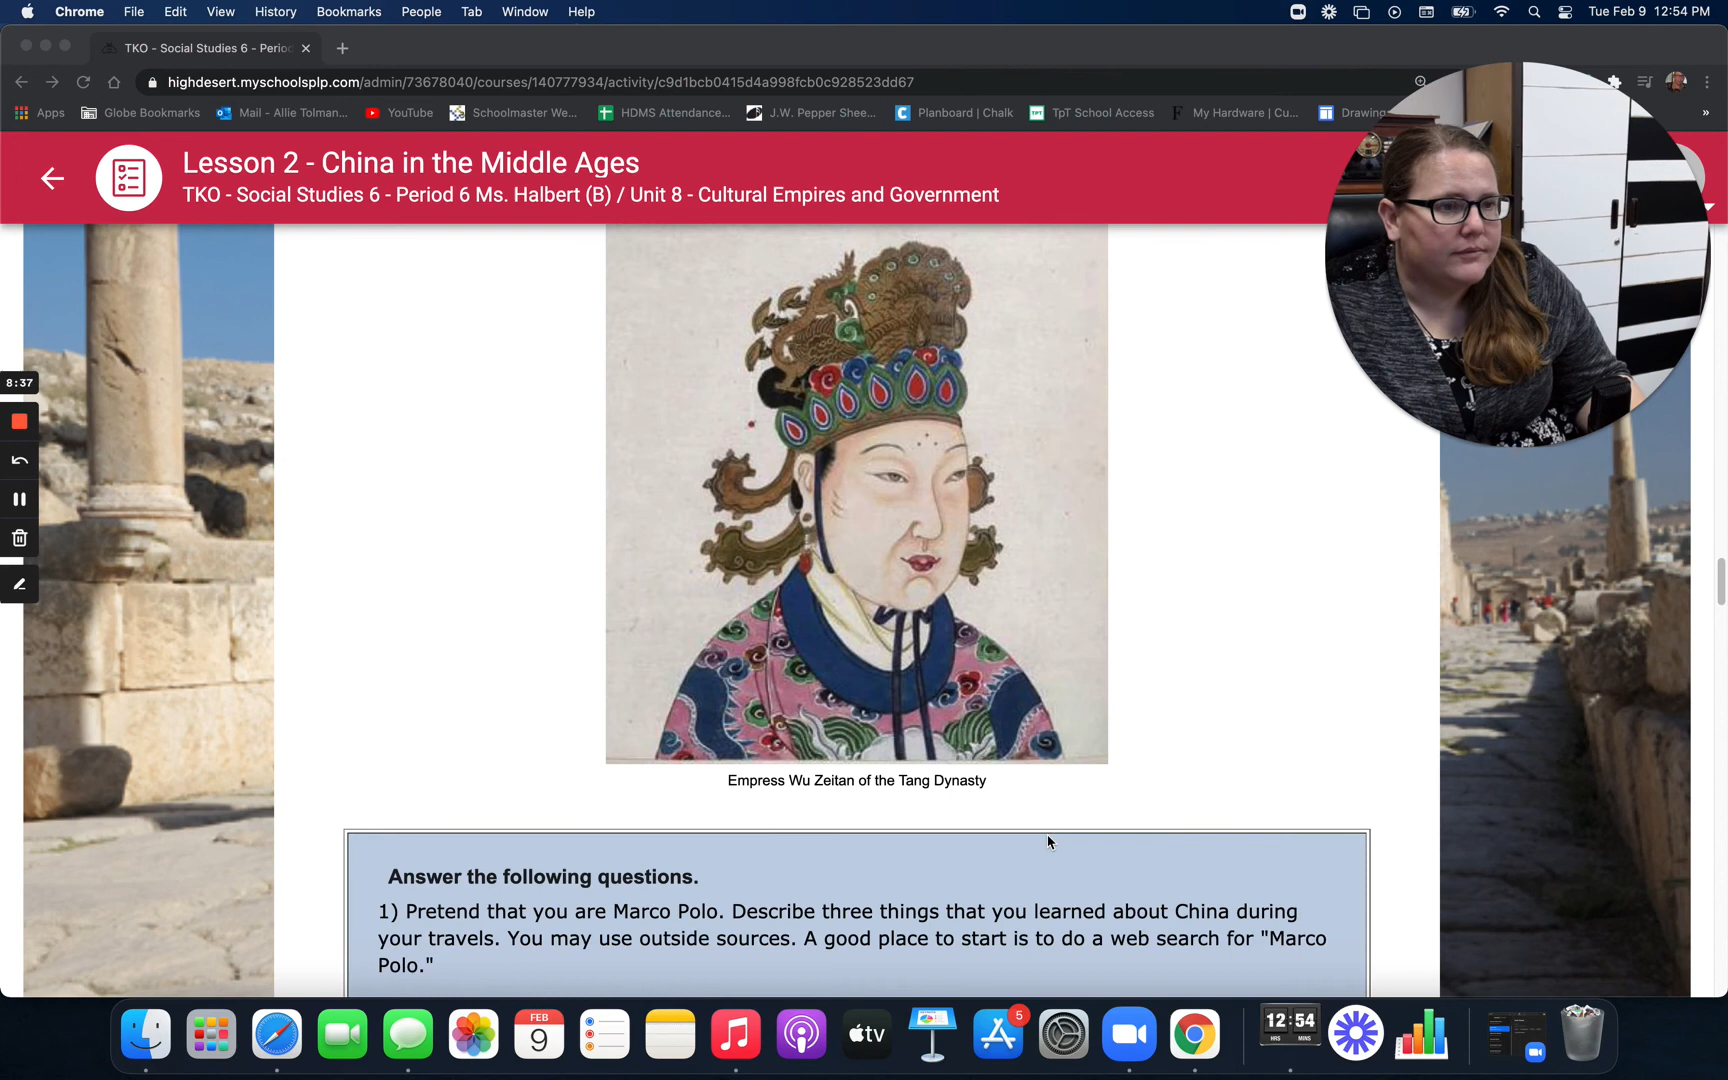 Chrome File Edit View History Bookmarks People Tab Window Help
Tue Feb 9 12:54 PM
TKO - Social Studies 6 - Perio
highdesert.myschoolsplp.com/admin/73678040/courses/140777934/activity/c9d1bcb0415d4a998fcb0c928523dd67
Apps Globe Bookmarks Mail - Allie Tolman... YouTube Schoolmaster We... HDMS Attendance... J.W. Pepper Shee... Planboard | Chalk TpT School Access My Hardware | Cu... Drawing
Lesson 2 - China in the Middle Ages
TKO - Social Studies 6 - Period 6 Ms. Halbert (B) / Unit 8 - Cultural Empires and Government
8:37
Empress Wu Zeitan of the Tang Dynasty
Answer the following questions.
1) Pretend that you are Marco Polo. Describe three things that you learned about China during
your travels. You may use outside sources. A good place to start is to do a web search for "Marco
Polo."
FEB
9
tv
5
12:54
HRS MINS